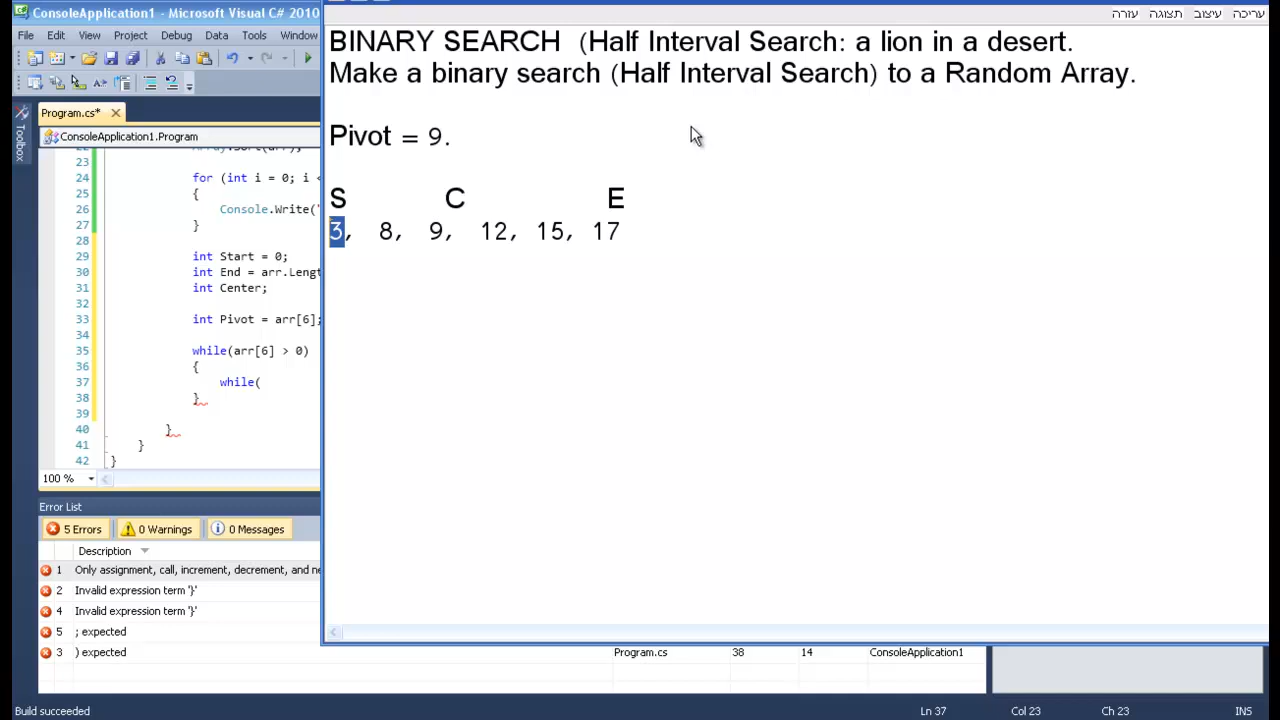 ConsoleApplication1 - Microsoft Visual C# 2010
File Edit View Project Debug Data Tools Window
Program.cs*
ConsoleApplication1.Program
Toolbox
23
24 for (int i = 0; i <
25 {
26 Console.Write('
27 }
28
29 int Start = 0;
30 int End = arr.Length
31 int Center;
32
33 int Pivot = arr[6];
34
35 while(arr[6] > 0)
36 {
37 while(
38 }
39
40 }
41 }
42 }
100 %
עריכה עיצוב תצוגה עזרה
BINARY SEARCH (Half Interval Search: a lion in a desert.
Make a binary search (Half Interval Search) to a Random Array.
Pivot = 9.
S C E
3, 8, 9, 12, 15, 17
Error List
5 Errors 0 Warnings 0 Messages
Description
1 Only assignment, call, increment, decrement, and ne
2 Invalid expression term '}'
4 Invalid expression term '}'
5 ; expected
3 ) expected Program.cs 38 14 ConsoleApplication1
Build succeeded Ln 37 Col 23 Ch 23 INS